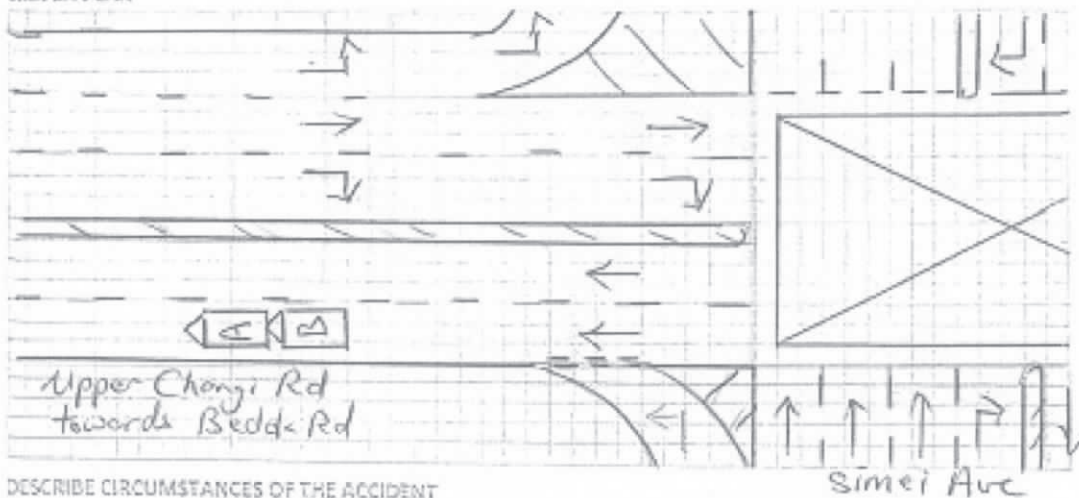 A
B
Upper Changi Rd
towards Bedok Rd
Simei Ave
DESCRIBE CIRCUMSTANCES OF THE ACCIDENT